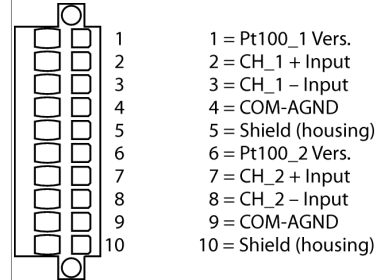 1 1 = Pt100_1 Vers.
2 2 = CH_1 + Input
3 3 = CH_1 – Input
4 4 = COM-AGND
5 5 = Shield (housing)
6 6 = Pt100_2 Vers.
7 7 = CH_2 + Input
8 8 = CH_2 – Input
9 9 = COM-AGND
10 10 = Shield (housing)